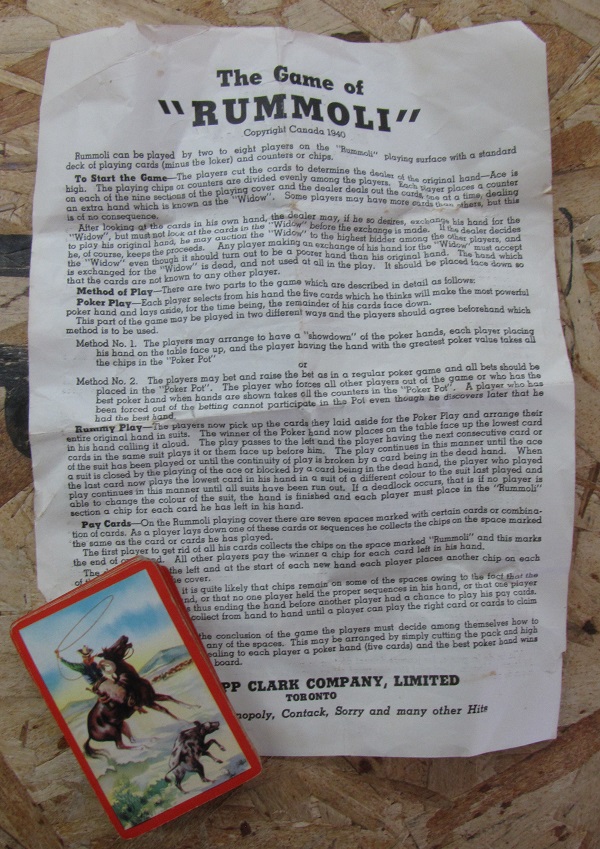 The Game of
"RUMMOLI"
Copyright Canada 1940
Rummoli can be played by two to eight players on the "Rummoli" playing surface with a standard
deck of playing cards (minus the Joker) and counters or chips.
To Start the Game—The players cut the cards to determine the dealer of the original hand—Ace is
high. The playing chips or counters are divided evenly among the players. Each player places a counter
on each of the nine sections of the playing cover and the dealer deals out the cards one at a time, dealing
an extra hand which is known as the "Widow". Some players may have more cards than others, but this
is of no consequence.
After looking at the cards in his own hand, the dealer may, if he so desires, exchange his hand for the
"Widow", but must not look at the cards in the "Widow" before the exchange is made. If the dealer decides
to play his original hand, he may auction the "Widow" to the highest bidder among the other players, and
he, of course, keeps the proceeds. Any player making an exchange of his hand for the "Widow" must accept
the "Widow" even though it should turn out to be a poorer hand than his original hand. The hand which
is exchanged for the "Widow" is dead, and not used at all in the play. It should be placed face down so
that the cards are not known to any other player.
Method of Play—There are two parts to the game which are described in detail as follows:
Poker Play—Each player selects from his hand the five cards which he thinks will make the most powerful
poker hand and lays aside, for the time being, the remainder of his cards face down.
This part of the game may be played in two different ways and the players should agree beforehand which
method is to be used.
Method No. 1. The players may arrange to have a "showdown" of the poker hands, each player placing
his hand on the table face up, and the player having the hand with the greatest poker value takes all
the chips in the "Poker Pot"
or
Method No. 2. The players may bet and raise the bet as in a regular poker game and all bets should be
placed in the "Poker Pot". The player who forces all other players out of the game or who has the
best poker hand when hands are shown takes all the counters in the "Poker Pot". A player who has
been forced out of the betting cannot participate in the Pot even though he discovers later that he
had the best hand.
Rummy Play—The players now pick up the cards they laid aside for the Poker Play and arrange their
entire original hand in suits. The winner of the Poker hand now places on the table face up the lowest card
in his hand calling it aloud. The play passes to the left and the player having the next consecutive card or
cards in the same suit plays it or them face up before him. The play continues in this manner until the ace
of the suit has been played or until the continuity of play is broken by a card being in the dead hand. When
a suit is closed by the playing of the ace or blocked by a card being in the dead hand, the player who played
the last card now plays the lowest card in his hand in a suit of a different colour to the suit last played and
play continues in this manner until all suits have been run out. If a deadlock occurs, that is if no player is
able to change the colour of the suit, the hand is finished and each player must place in the "Rummoli"
section a chip for each card he has left in his hand.
Pay Cards—On the Rummoli playing cover there are seven spaces marked with certain cards or combina-
tion of cards. As a player lays down one of these cards or sequences he collects the chips on the space marked
the same as the card or cards he has played.
The first player to get rid of all his cards collects the chips on the space marked "Rummoli" and this marks
the end of All other players pay the winner a chip for each card left in his hand.
The the left and at the start of each new hand each player places another chip on each
of the cover.
it is quite likely that chips remain on some of the spaces owing to the fact that the
nd, or that no one player held the proper sequences in his hand, or that one player
thus ending the hand before another player had a chance to play his pay cards.
collect from hand to hand until a player can play the right card or cards to claim
the conclusion of the game the players must decide among themselves how to
any of the spaces. This may be arranged by simply cutting the pack and high
ealing to each player a poker hand (five cards) and the best poker hand wins
board.
PP CLARK COMPANY, LIMITED
TORONTO
nopoly, Contack, Sorry and many other Hits